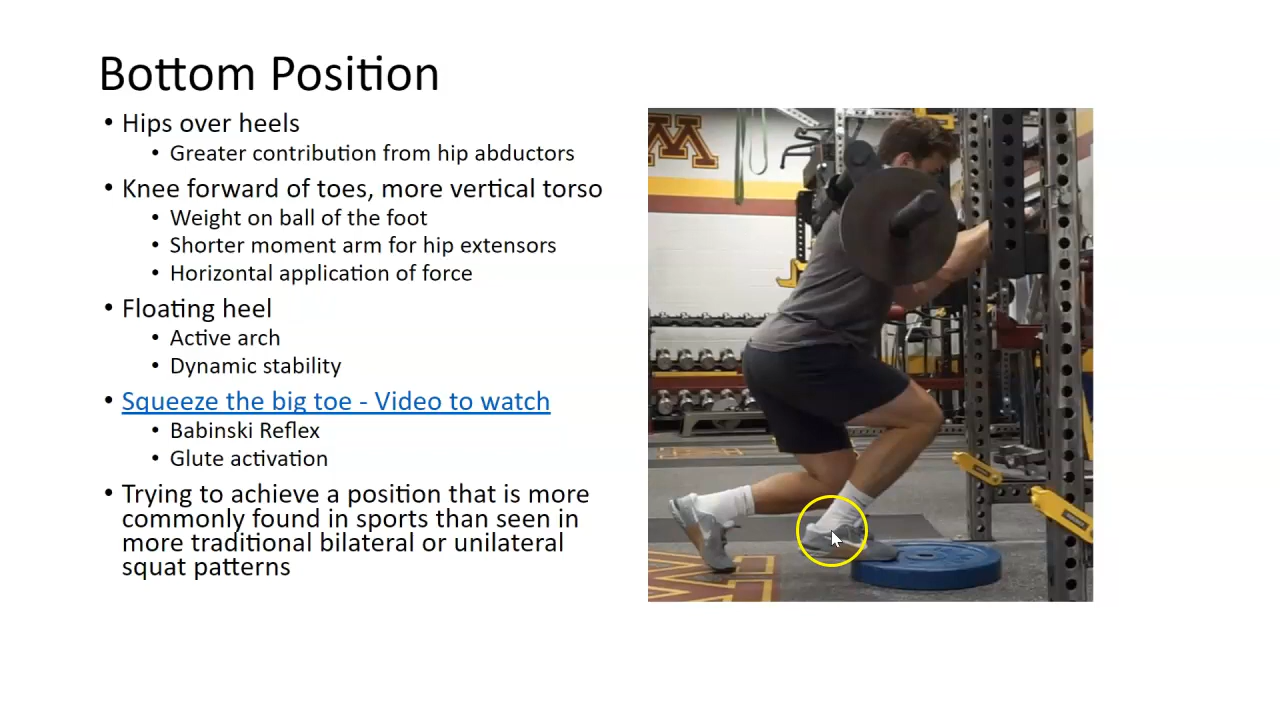 Bottom Position
• Hips over heels
• Greater contribution from hip abductors
• Knee forward of toes, more vertical torso
• Weight on ball of the foot
• Shorter moment arm for hip extensors
• Horizontal application of force
• Floating heel
• Active arch
• Dynamic stability
• Squeeze the big toe - Video to watch
• Babinski Reflex
• Glute activation
• Trying to achieve a position that is more
commonly found in sports than seen in
more traditional bilateral or unilateral
squat patterns
M